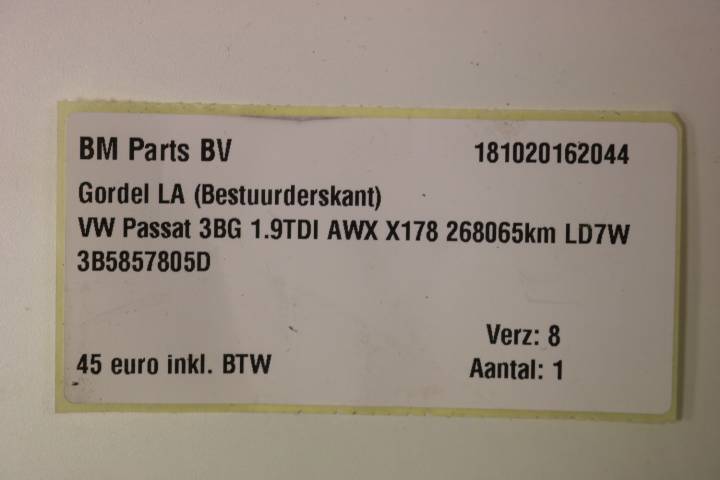 BM Parts BV 181020162044
Gordel LA (Bestuurderskant)
VW Passat 3BG 1.9TDI AWX X178 268065km LD7W
3B5857805D
Verz: 8
45 euro inkl. BTW Aantal: 1